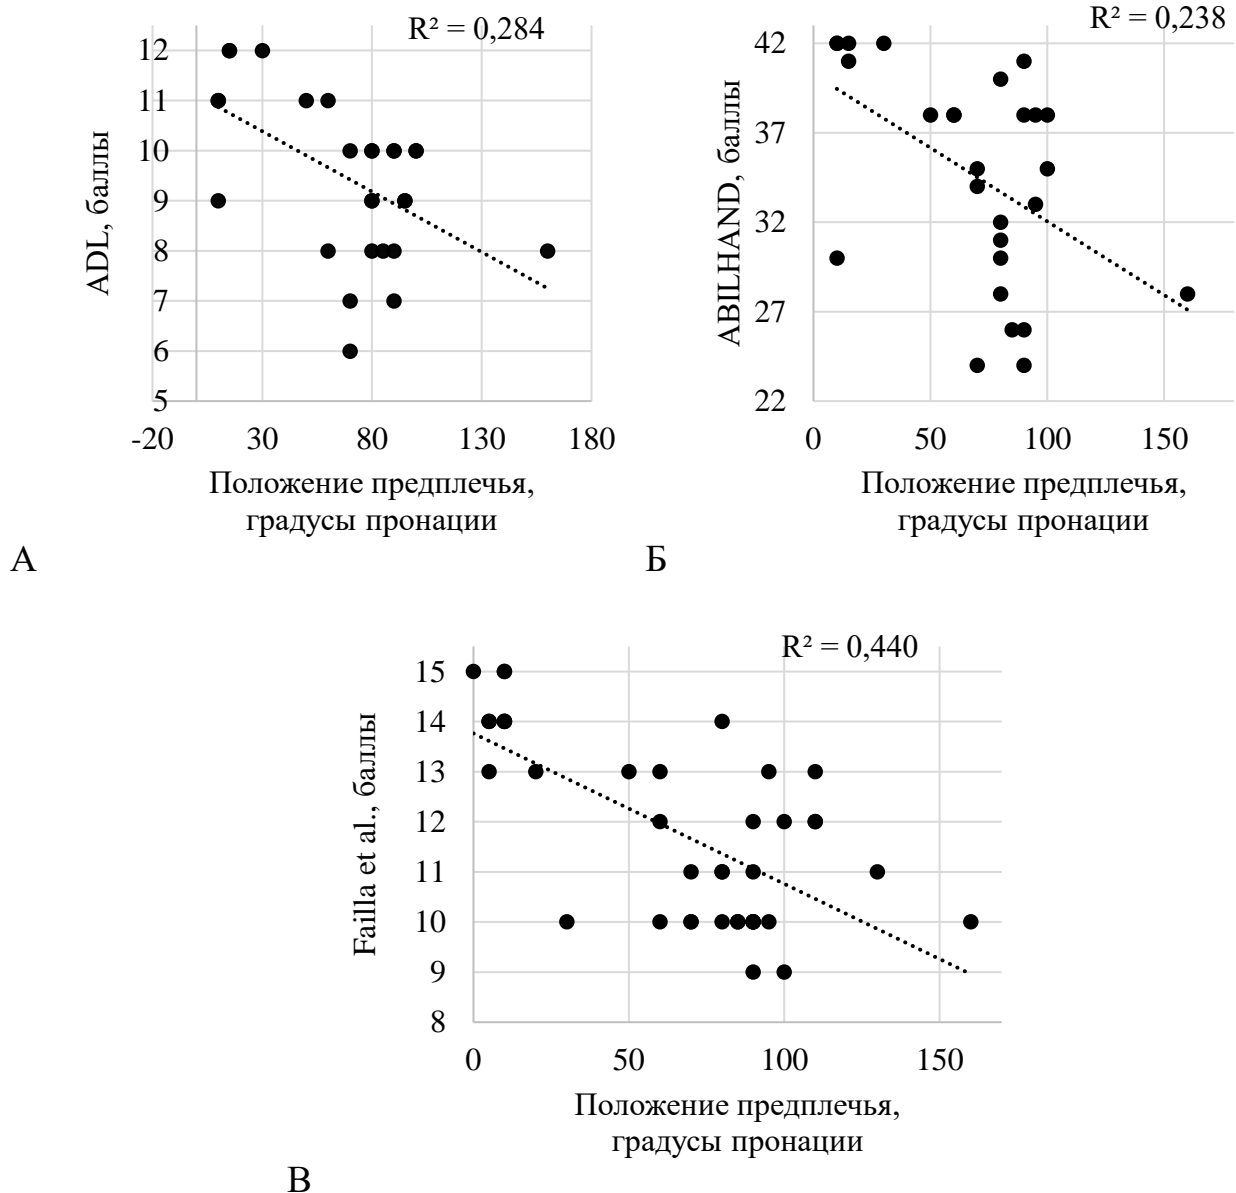 R² = 0,284
12
11
10
9
8
7
6
5
ADL, баллы
-20 30 80 130 180
Положение предплечья,
градусы пронации
А
R² = 0,238
42
37
32
27
22
ABILHAND, баллы
0 50 100 150
Положение предплечья,
градусы пронации
Б
R² = 0,440
15
14
13
12
11
10
9
8
Failla et al., баллы
0 50 100 150
Положение предплечья,
градусы пронации
В